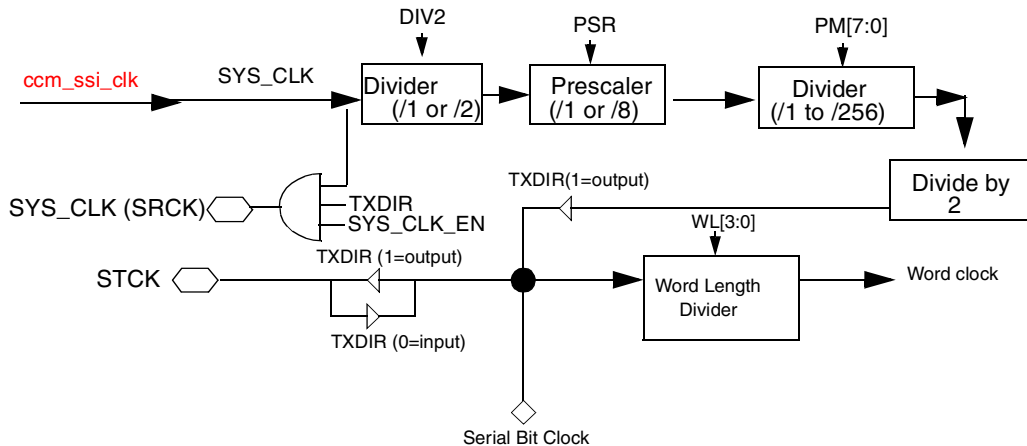 DIV2
PSR
PM[7:0]
ccm_ssi_clk
SYS_CLK
Divider
(/1 or /2)
Prescaler
(/1 or /8)
Divider
(/1 to /256)
SYS_CLK (SRCK)
TXDIR
SYS_CLK_EN
TXDIR(1=output)
Divide by
2
WL[3:0]
STCK
TXDIR (1=output)
TXDIR (0=input)
Word Length
Divider
Word clock
Serial Bit Clock